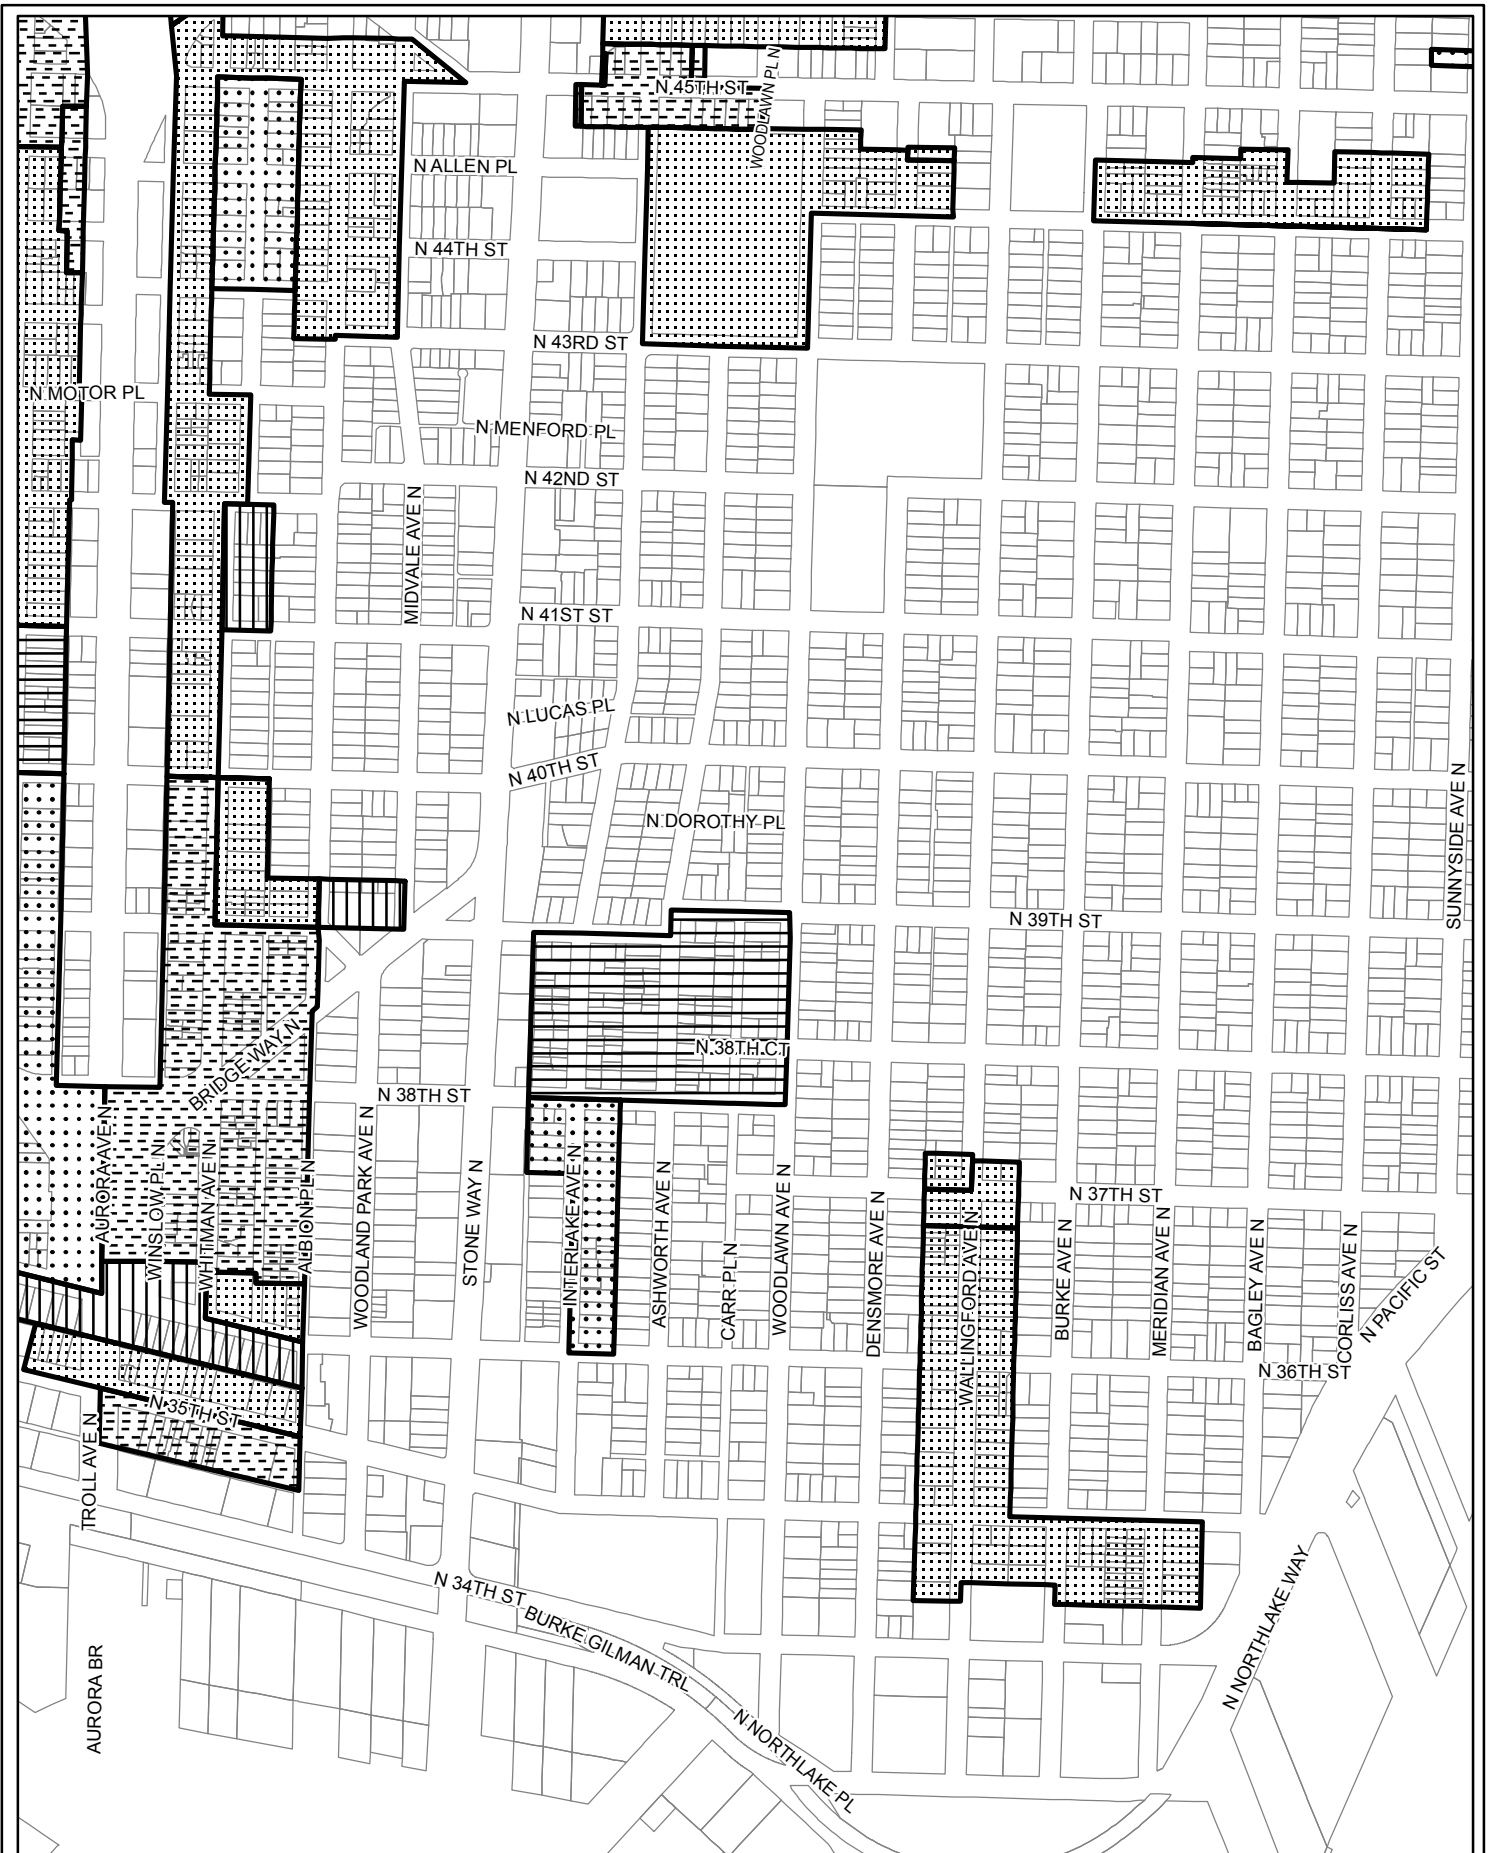 N 45TH ST
WOODLAWN PL N
N ALLEN PL
N 44TH ST
N 43RD ST
N MOTOR PL
N MENFORD PL
N 42ND ST
MIDVALE AVE N
N 41ST ST
N LUCAS PL
N 40TH ST
N DOROTHY PL
SUNNYSIDE AVE N
N 39TH ST
BRIDGE WAY N
N 38TH CT
N 38TH ST
AURORA AVE N
WINSLOW PL N
WHITMAN AVE N
ALBION PL N
WOODLAND PARK AVE N
STONE WAY N
INTERLAKE AVE N
ASHWORTH AVE N
CARR PL N
WOODLAWN AVE N
DENSMORE AVE N
WALLINGFORD AVE N
N 37TH ST
BURKE AVE N
MERIDIAN AVE N
BAGLEY AVE N
CORLISS AVE N
N PACIFIC ST
N 36TH ST
N 35TH ST
TROLL AVE N
N 34TH ST
BURKE GILMAN TRL
N NORTHLAKE WAY
AURORA BR
N NORTHLAKE PL